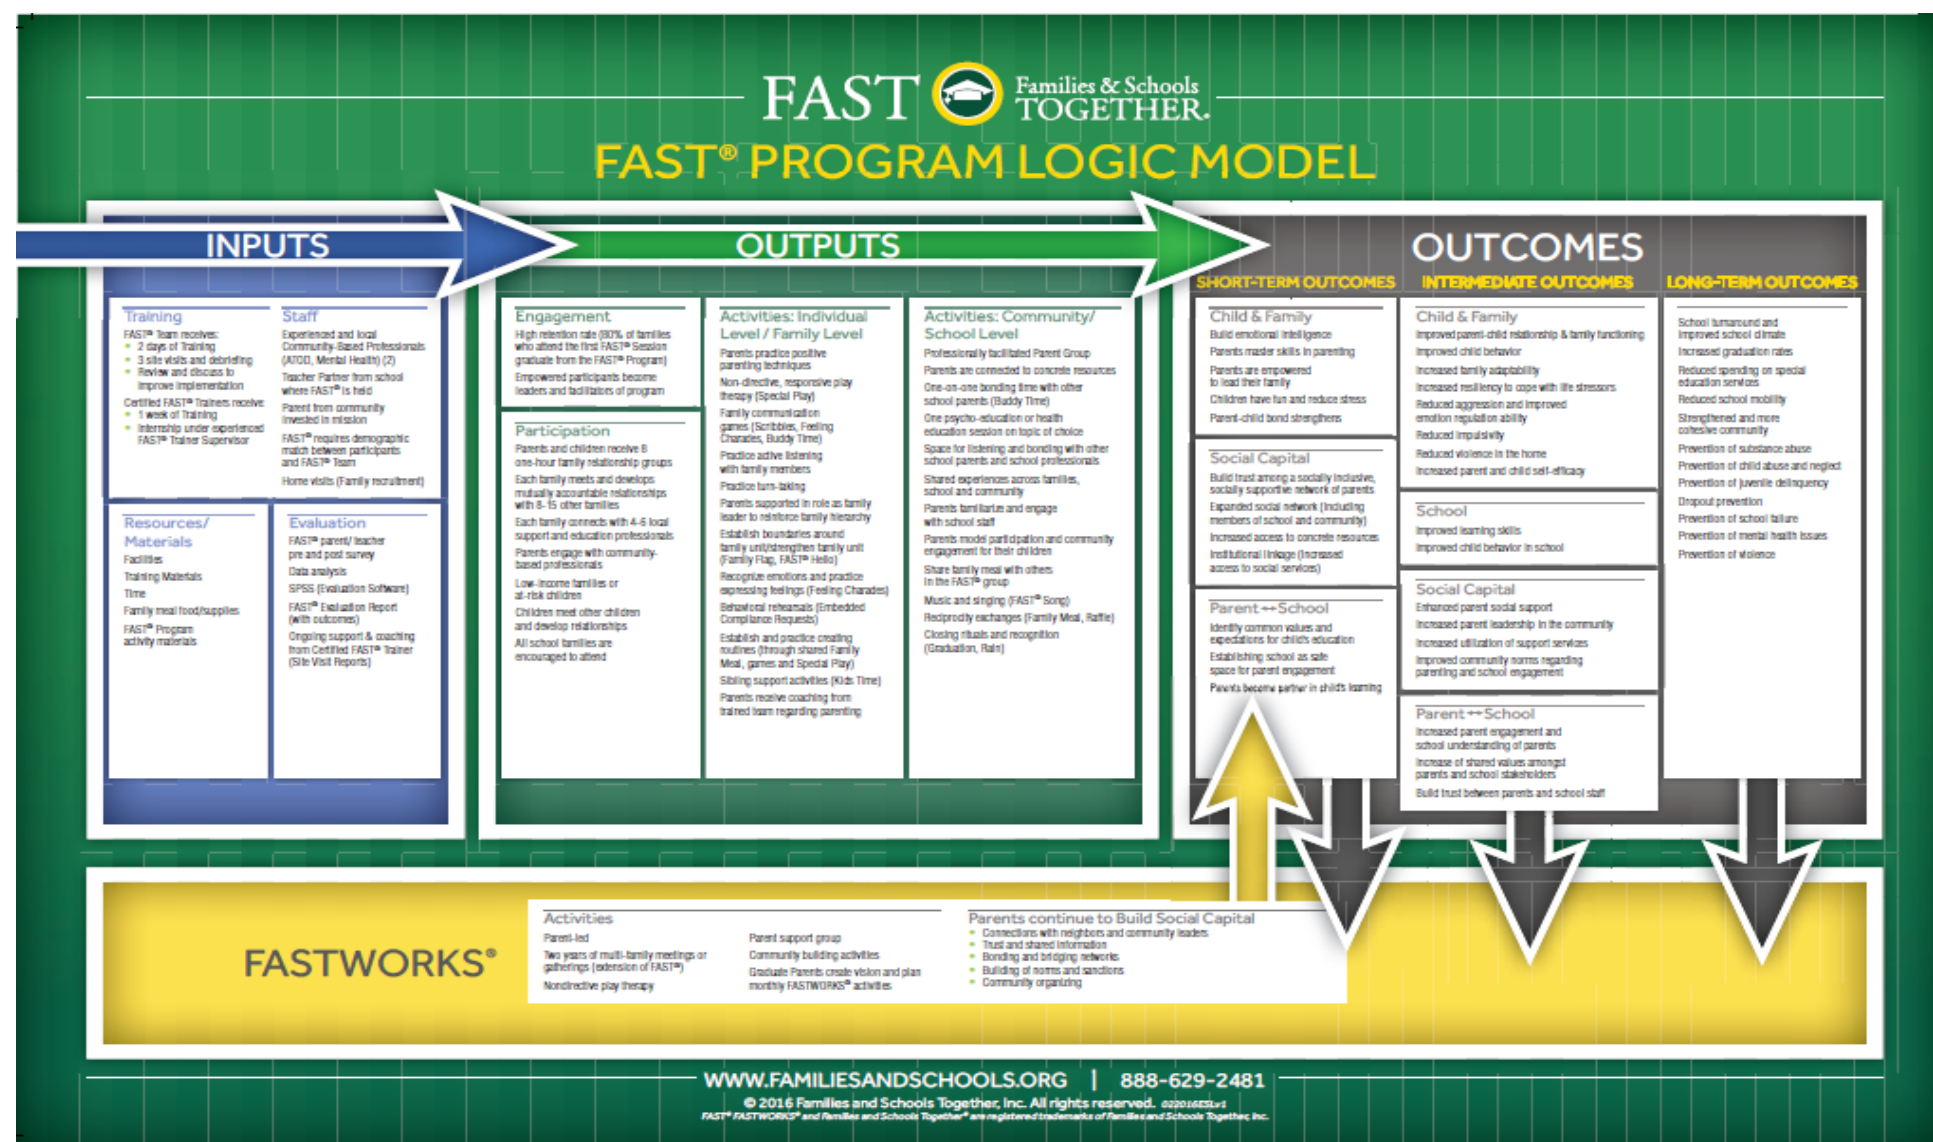 FAST
Families & Schools
TOGETHER.
FAST® PROGRAM LOGIC MODEL
INPUTS
Training
FAST® Team receives:
• 2 days of Training
• 3 site visits and debriefing
• Review and discuss to
improve implementation
Certified FAST® Trainers receive:
• 1 week of Training
• Internship under experienced
FAST® Trainer Supervisor
Staff
Experienced and local
Community-Based Professionals
(ATOD, Mental Health) (2)
Teacher Partner from school
where FAST® is held
Parent from community
invested in mission
FAST® requires demographic
match between participants
and FAST® Team
Home visits (Family recruitment)
Resources/
Materials
Facilities
Training Materials
Time
Family meal food/supplies
FAST® Program
activity materials
Evaluation
FAST® parent/ teacher
pre and post survey
Data analysis
SPSS (Evaluation Software)
FAST® Evaluation Report
(with outcomes)
Ongoing support & coaching
from Certified FAST® Trainer
(Site Visit Reports)
OUTPUTS
Engagement
High retention rate (80% of families
who attend the first FAST® Session
graduate from the FAST® Program)
Empowered participants become
leaders and facilitators of program
Participation
Parents and children receive 8
one-hour family relationship groups
Each family meets and develops
mutually accountable relationships
with 8-15 other families
Each family connects with 4-6 local
support and education professionals
Parents engage with community-
based professionals
Low-income families or
at-risk children
Children meet other children
and develop relationships
All school families are
encouraged to attend
Activities: Individual
Level / Family Level
Parents practice positive
parenting techniques
Non-directive, responsive play
therapy (Special Play)
Family communication
games (Scribbles, Feeling
Charades, Buddy Time)
Practice active listening
with family members
Practice turn-taking
Parents supported in role as family
leader to reinforce family hierarchy
Establish boundaries around
family unit/strengthen family unit
(Family Flag, FAST® Hello)
Recognize emotions and practice
expressing feelings (Feeling Charades)
Behavioral rehearsals (Embedded
Compliance Requests)
Establish and practice creating
routines (through shared Family
Meal, games and Special Play)
Sibling support activities (Kids Time)
Parents receive coaching from
trained team regarding parenting
Activities: Community/
School Level
Professionally facilitated Parent Group
Parents are connected to concrete resources
One-on-one bonding time with other
school parents (Buddy Time)
One psycho-education or health
education session on topic of choice
Space for listening and bonding with other
school parents and school professionals
Shared experiences across families,
school and community
Parents familiarize and engage
with school staff
Parents model participation and community
engagement for their children
Share family meal with others
in the FAST® group
Music and singing (FAST® Song)
Reciprocity exchanges (Family Meal, Raffle)
Closing rituals and recognition
(Graduation, Rain)
OUTCOMES
SHORT-TERM OUTCOMES
Child & Family
Build emotional intelligence
Parents master skills in parenting
Parents are empowered
to lead their family
Children have fun and reduce stress
Parent-child bond strengthens
Social Capital
Build trust among a socially inclusive,
socially supportive network of parents
Expanded social network (including
members of school and community)
Increased access to concrete resources
Institutional linkage (Increased
access to social services)
Parent↔School
Identify common values and
expectations for child's education
Establishing school as safe
space for parent engagement
Parents become partner in child's learning
INTERMEDIATE OUTCOMES
Child & Family
Improved parent-child relationship & family functioning
Improved child behavior
Increased family adaptability
Increased resiliency to cope with life stressors
Reduced aggression and improved
emotion regulation ability
Reduced impulsivity
Reduced violence in the home
Increased parent and child self-efficacy
School
Improved learning skills
Improved child behavior in school
Social Capital
Enhanced parent social support
Increased parent leadership in the community
Increased utilization of support services
Improved community norms regarding
parenting and school engagement
Parent↔School
Increased parent engagement and
school understanding of parents
Increase of shared values amongst
parents and school stakeholders
Build trust between parents and school staff
LONG-TERM OUTCOMES
School turnaround and
improved school climate
Increased graduation rates
Reduced spending on special
education services
Reduced school mobility
Strengthened and more
cohesive community
Prevention of substance abuse
Prevention of child abuse and neglect
Prevention of juvenile delinquency
Dropout prevention
Prevention of school failure
Prevention of mental health issues
Prevention of violence
FASTWORKS®
Activities
Parent-led
Two years of multi-family meetings or
gatherings (extension of FAST®)
Nondirective play therapy
Parent support group
Community building activities
Graduate Parents create vision and plan
monthly FASTWORKS® activities
Parents continue to Build Social Capital
• Connections with neighbors and community leaders
• Trust and shared information
• Bonding and bridging networks
• Building of norms and sanctions
• Community organizing
WWW.FAMILIESANDSCHOOLS.ORG | 888-629-2481
© 2016 Families and Schools Together, Inc. All rights reserved. 022016ESLv1
FAST® FASTWORKS® and Families and Schools Together® are registered trademarks of Families and Schools Together, Inc.